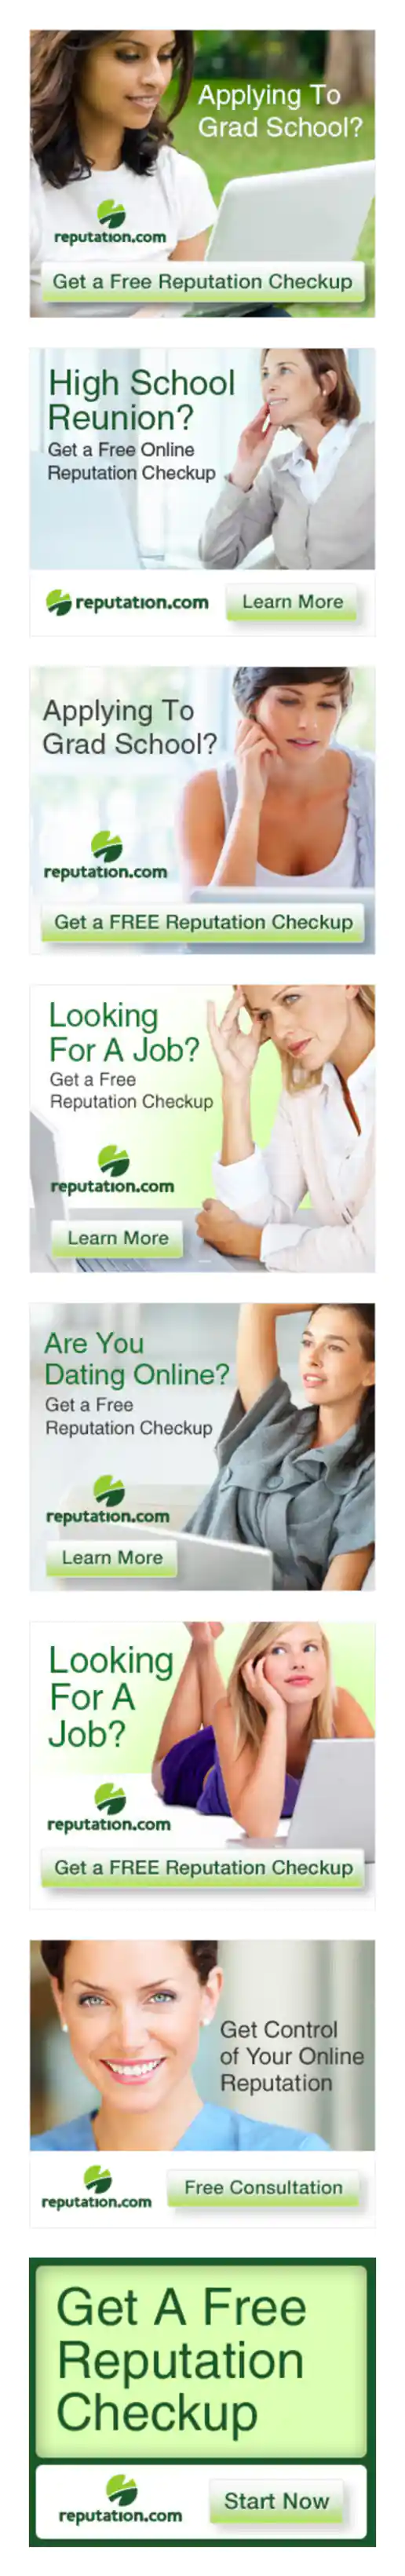 Applying To
Grad School?
reputation.com
Get a Free Reputation Checkup
High School
Reunion?
Get a Free Online
Reputation Checkup
reputation.com
Learn More
Applying To
Grad School?
reputation.com
Get a FREE Reputation Checkup
Looking
For A Job?
Get a Free
Reputation Checkup
reputation.com
Learn More
Are You
Dating Online?
Get a Free
Reputation Checkup
reputation.com
Learn More
Looking
For A
Job?
reputation.com
Get a FREE Reputation Checkup
Get Control
of Your Online
Reputation
reputation.com
Free Consultation
Get A Free
Reputation
Checkup
reputation.com
Start Now